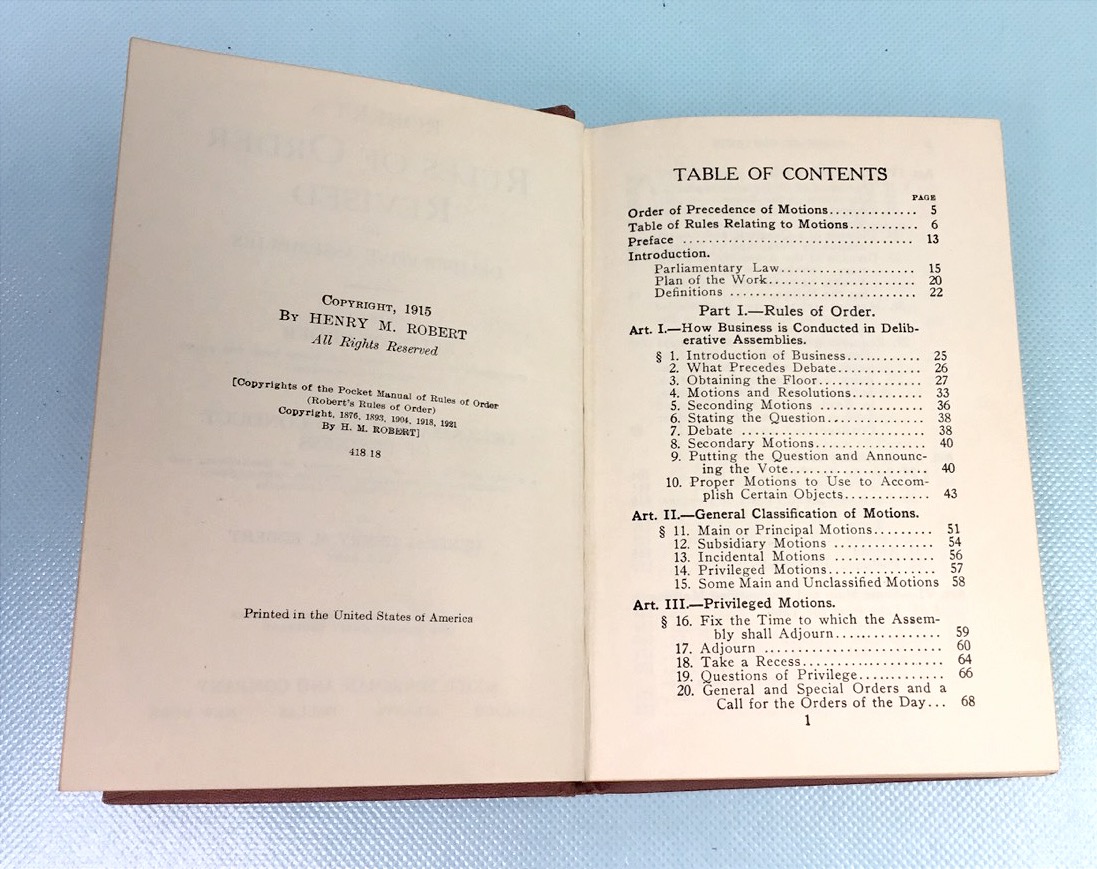 COPYRIGHT, 1915
BY HENRY M. ROBERT
All Rights Reserved
[Copyrights of the Pocket Manual of Rules of Order
(Robert's Rules of Order)
Copyright, 1876, 1893, 1904, 1918, 1921
By H. M. ROBERT]
418.18
Printed in the United States of America
TABLE OF CONTENTS
PAGE
Order of Precedence of Motions............. 5
Table of Rules Relating to Motions.......... 6
Preface .................................. 13
Introduction.
Parliamentary Law.................... 15
Plan of the Work...................... 20
Definitions ............................ 22
Part I.—Rules of Order.
Art. I.—How Business is Conducted in Delib-
erative Assemblies.
§ 1. Introduction of Business........... 25
2. What Precedes Debate.............. 26
3. Obtaining the Floor............... 27
4. Motions and Resolutions.......... 33
5. Seconding Motions ............... 36
6. Stating the Question.............. 38
7. Debate ............................ 38
8. Secondary Motions................ 40
9. Putting the Question and Announc-
ing the Vote.................... 40
10. Proper Motions to Use to Accom-
plish Certain Objects............. 43
Art. II.—General Classification of Motions.
§ 11. Main or Principal Motions......... 51
12. Subsidiary Motions ............... 54
13. Incidental Motions ............... 56
14. Privileged Motions................ 57
15. Some Main and Unclassified Motions 58
Art. III.—Privileged Motions.
§ 16. Fix the Time to which the Assem-
bly shall Adjourn................ 59
17. Adjourn .......................... 60
18. Take a Recess..................... 64
19. Questions of Privilege............. 66
20. General and Special Orders and a
Call for the Orders of the Day... 68
1